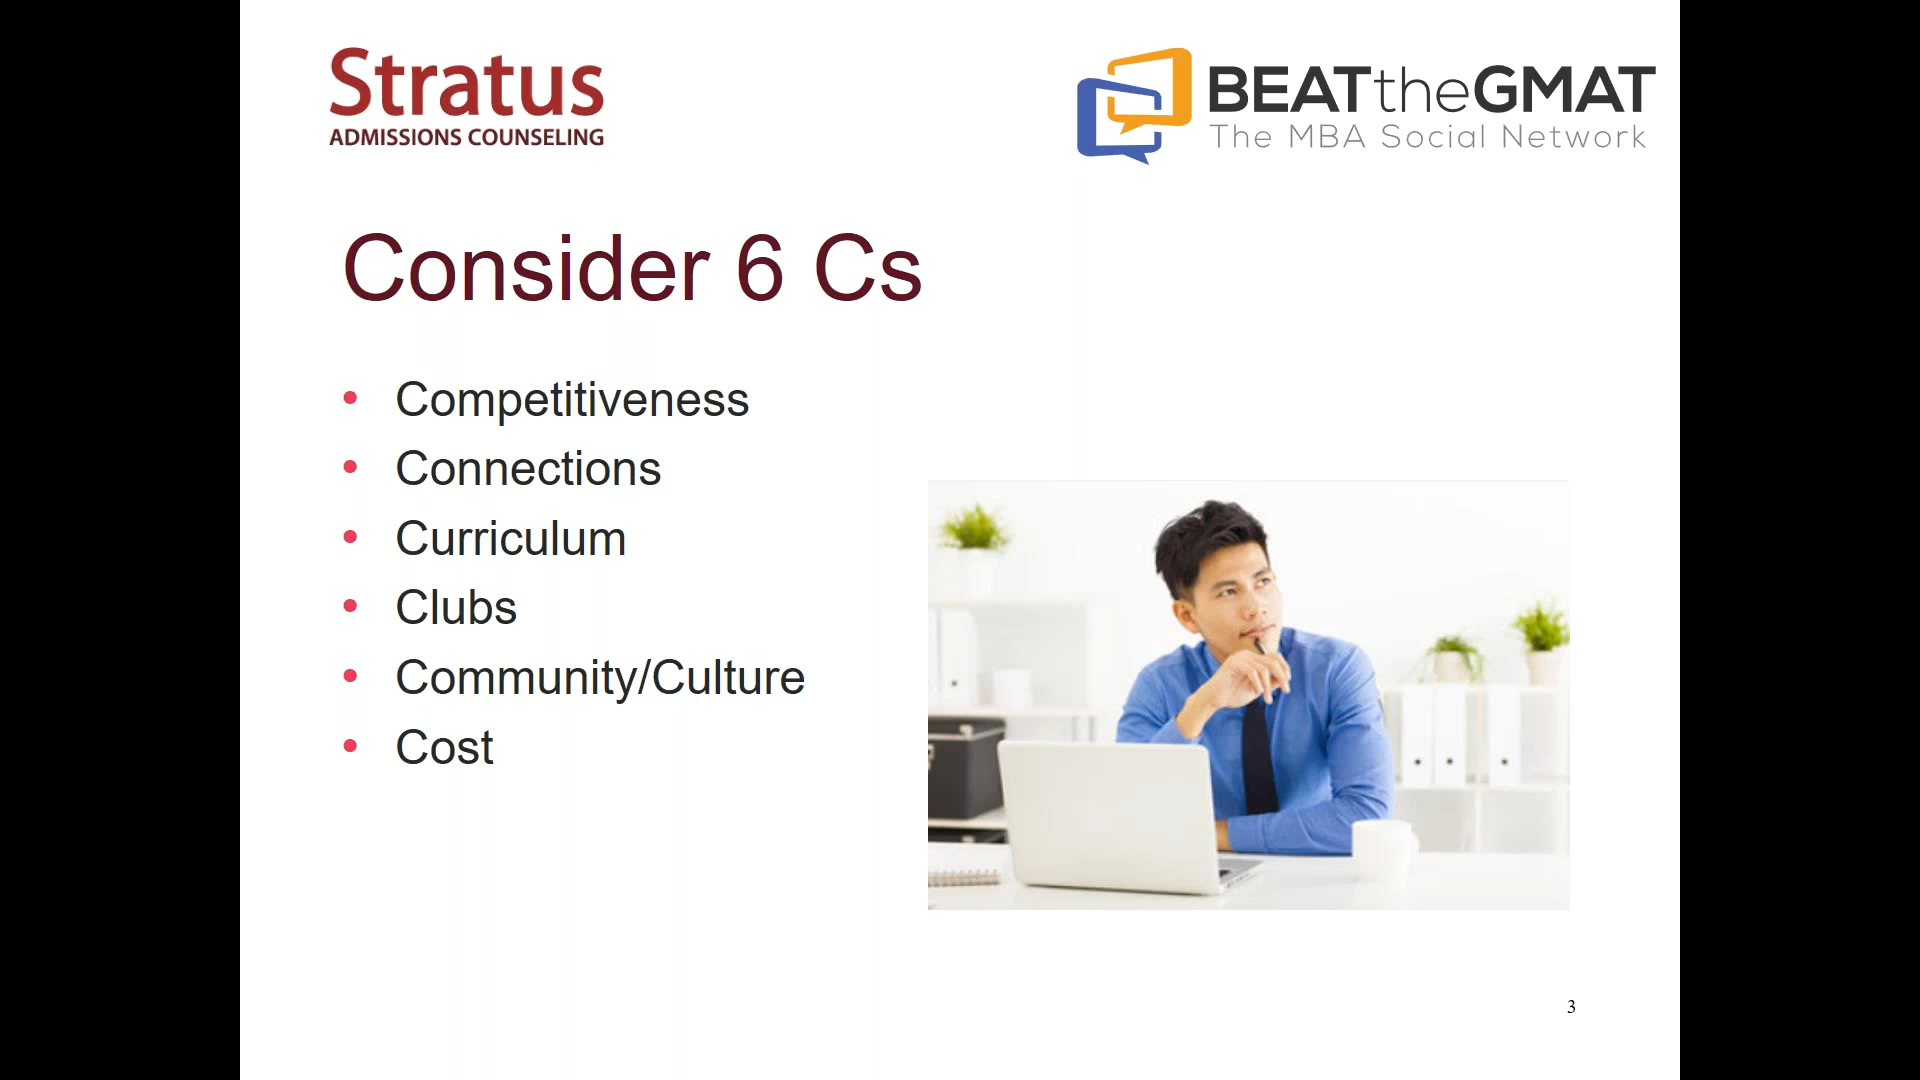 Stratus
ADMISSIONS COUNSELING
BEATtheGMAT
The MBA Social Network
Consider 6 Cs
• Competitiveness
• Connections
• Curriculum
• Clubs
• Community/Culture
• Cost
3